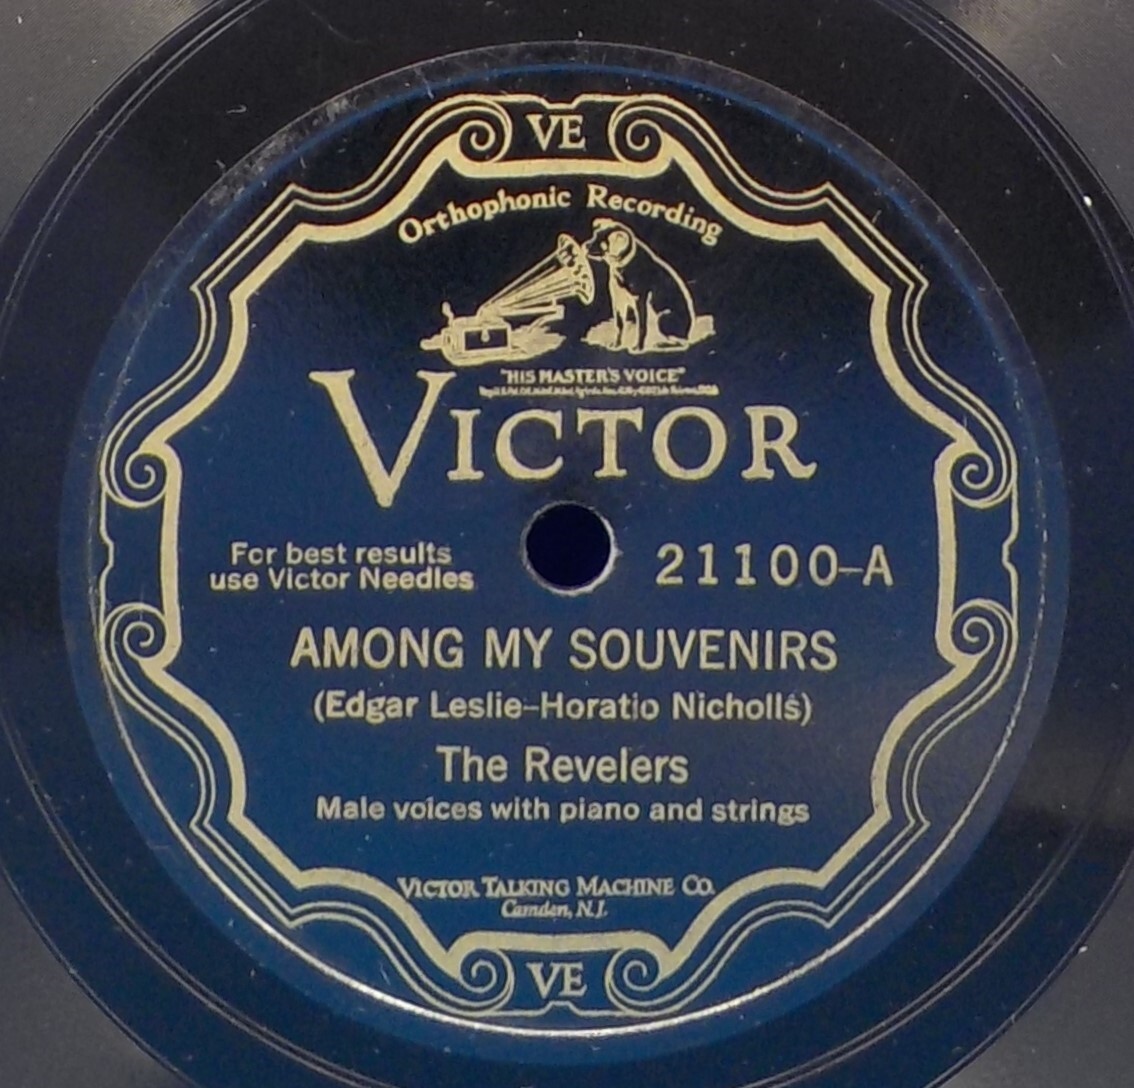 VE
Orthophonic Recording
"HIS MASTER'S VOICE"
VICTOR
For best results
use Victor Needles
21100-A
AMONG MY SOUVENIRS
(Edgar Leslie-Horatio Nicholls)
The Revelers
Male voices with piano and strings
VICTOR TALKING MACHINE CO.
Camden, N.J.
VE